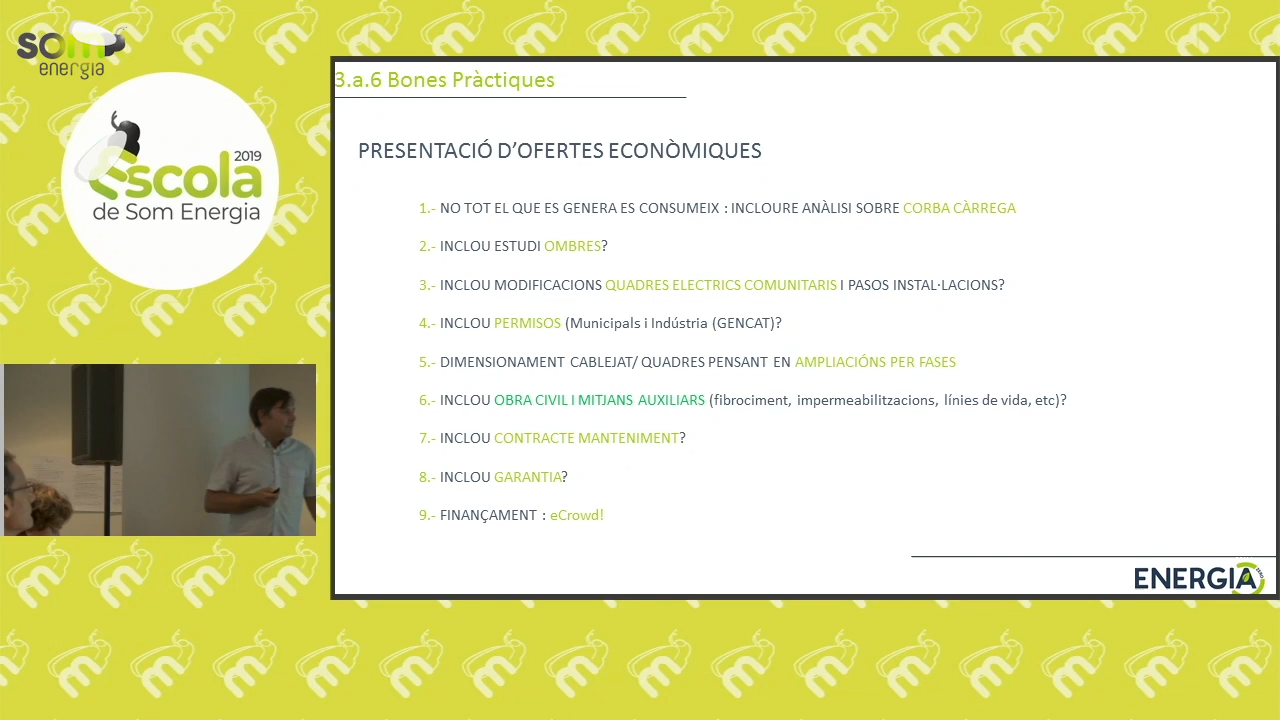 som
energia
2019
Escola
de Som Energia
3.a.6 Bones Pràctiques
PRESENTACIÓ D'OFERTES ECONÒMIQUES
1.- NO TOT EL QUE ES GENERA ES CONSUMEIX : INCLOURE ANÀLISI SOBRE CORBA CÀRREGA
2.- INCLOU ESTUDI OMBRES?
3.- INCLOU MODIFICACIONS QUADRES ELECTRICS COMUNITARIS I PASOS INSTAL·LACIONS?
4.- INCLOU PERMISOS (Municipals i Indústria (GENCAT)?
5.- DIMENSIONAMENT CABLEJAT/ QUADRES PENSANT EN AMPLIACIÓNS PER FASES
6.- INCLOU OBRA CIVIL I MITJANS AUXILIARS (fibrociment, impermeabilitzacions, línies de vida, etc)?
7.- INCLOU CONTRACTE MANTENIMENT?
8.- INCLOU GARANTIA?
9.- FINANÇAMENT : eCrowd!
ENERGIA